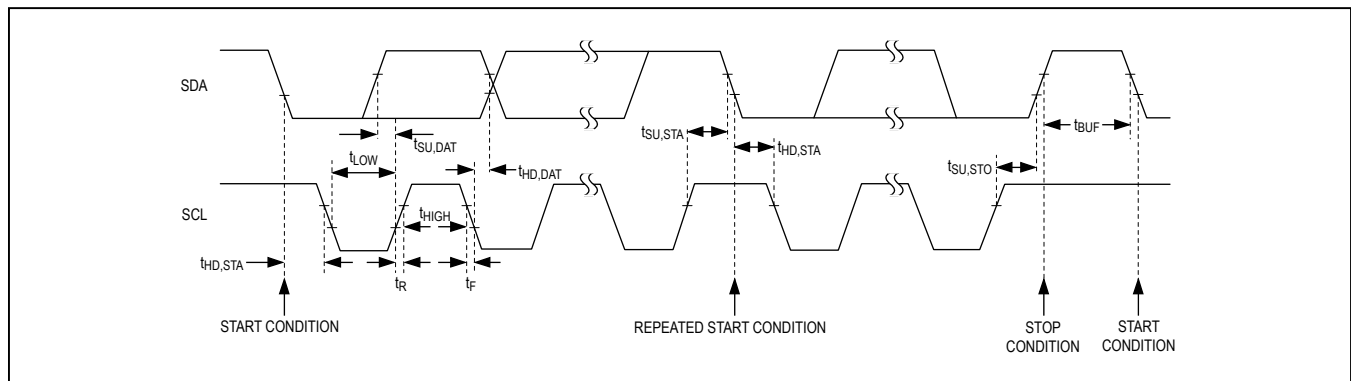 SDA
tSU,DAT
tLOW
tHD,DAT
tSU,STA
tHD,STA
tBUF
tSU,STO
SCL
tHIGH
tHD,STA
tR
tF
START CONDITION
REPEATED START CONDITION
STOP
CONDITION
START
CONDITION